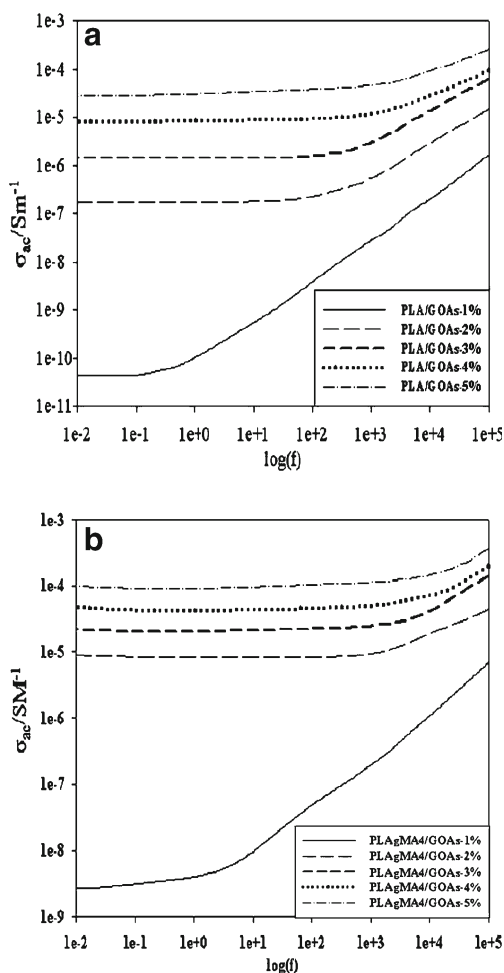 a
1e-3
1e-4
1e-5
1e-6
1e-7
1e-8
1e-9
1e-10
1e-11
σac/Sm-1
PLA/GOAs-1%
PLA/GOAs-2%
PLA/GOAs-3%
PLA/GOAs-4%
PLA/GOAs-5%
1e-2 1e-1 1e+0 1e+1 1e+2 1e+3 1e+4 1e+5
log(f)
b
1e-3
1e-4
1e-5
1e-6
1e-7
1e-8
1e-9
σac/SM-1
PLAgMA4/GOAs-1%
PLAgMA4/GOAs-2%
PLAgMA4/GOAs-3%
PLAgMA4/GOAs-4%
PLAgMA4/GOAs-5%
1e-2 1e-1 1e+0 1e+1 1e+2 1e+3 1e+4 1e+5
log(f)